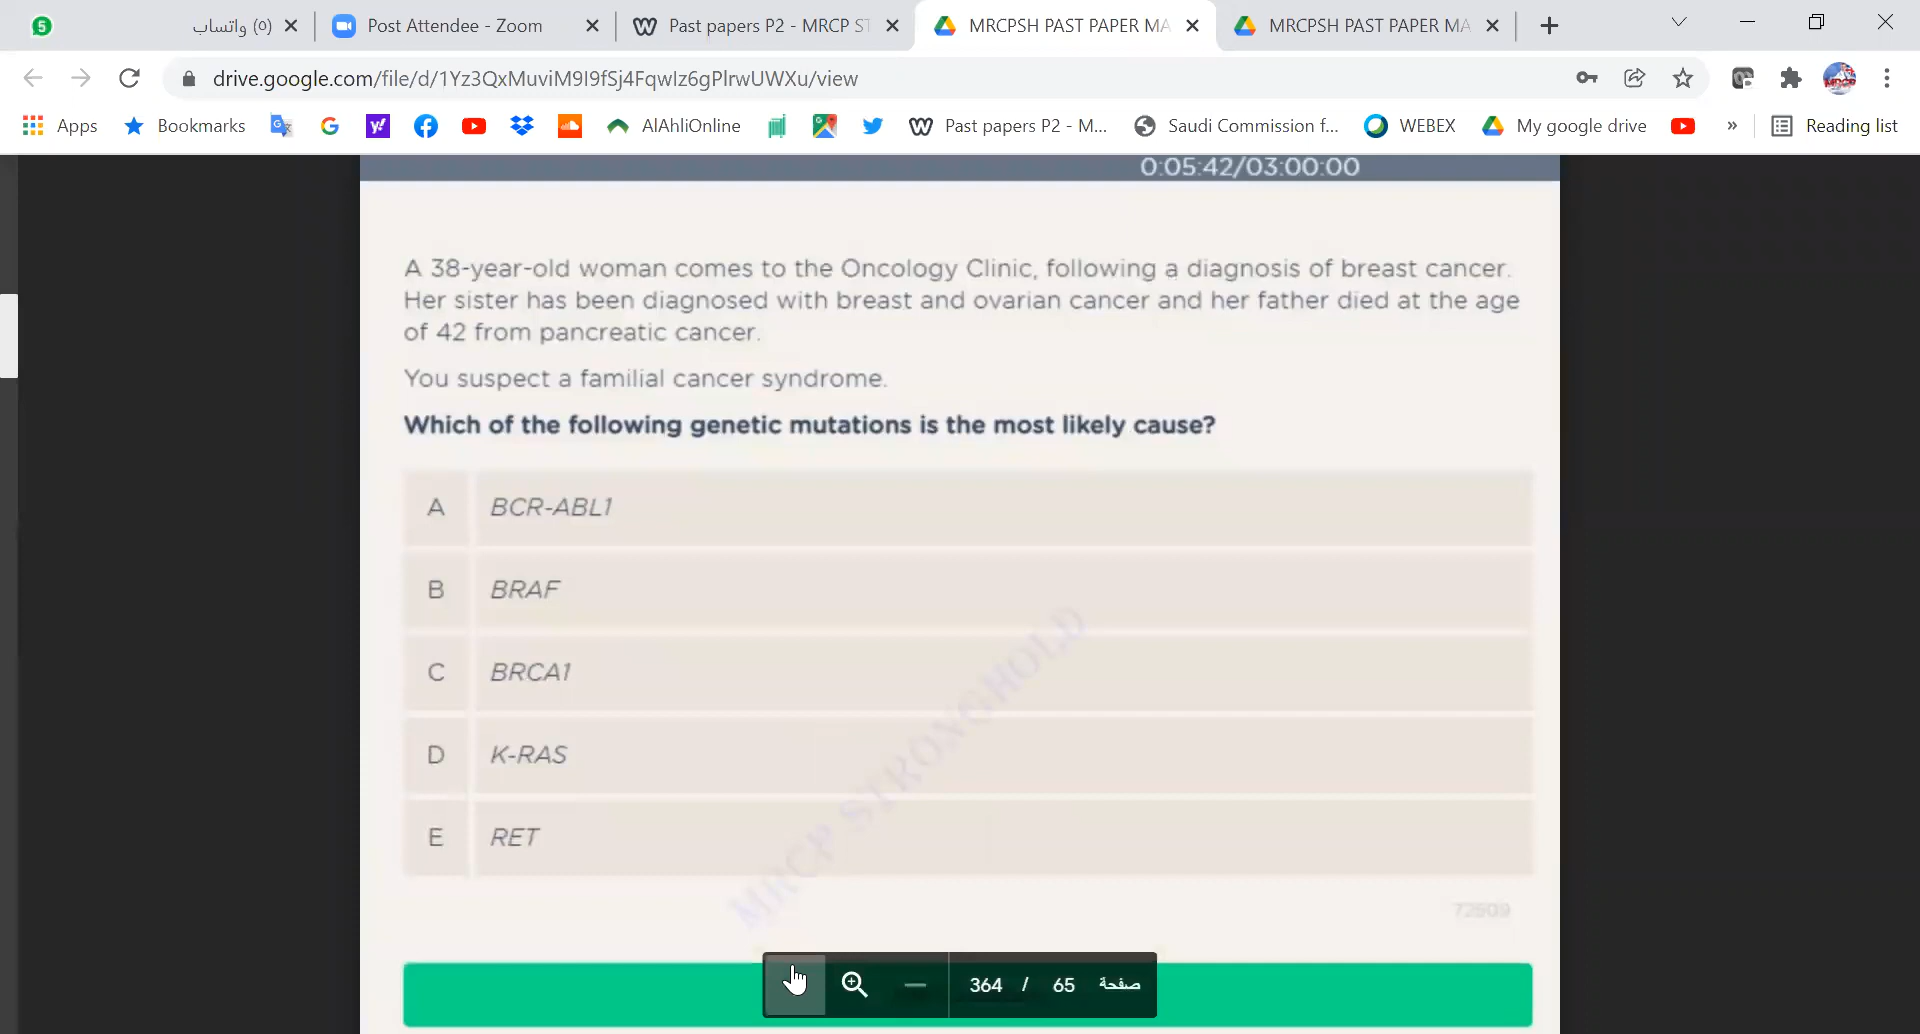 5
واتساب (٥)
Post Attendee - Zoom
Past papers P2 - MRCP ST
MRCPSH PAST PAPER MA
MRCPSH PAST PAPER MA
drive.google.com/file/d/1Yz3QxMuviM9I9fSj4FqwIz6gPlrwUWXu/view
Apps
Bookmarks
AlAhliOnline
Past papers P2 - M...
Saudi Commission f...
WEBEX
My google drive
»
Reading list
0:05:42/03:00:00
A 38-year-old woman comes to the Oncology Clinic, following a diagnosis of breast cancer.
Her sister has been diagnosed with breast and ovarian cancer and her father died at the age
of 42 from pancreatic cancer.
You suspect a familial cancer syndrome.
Which of the following genetic mutations is the most likely cause?
A BCR-ABL1
B BRAF
C BRCA1
D K-RAS
E RET
MRCP STRONGHOLD
72609
364 / 65 صفحة